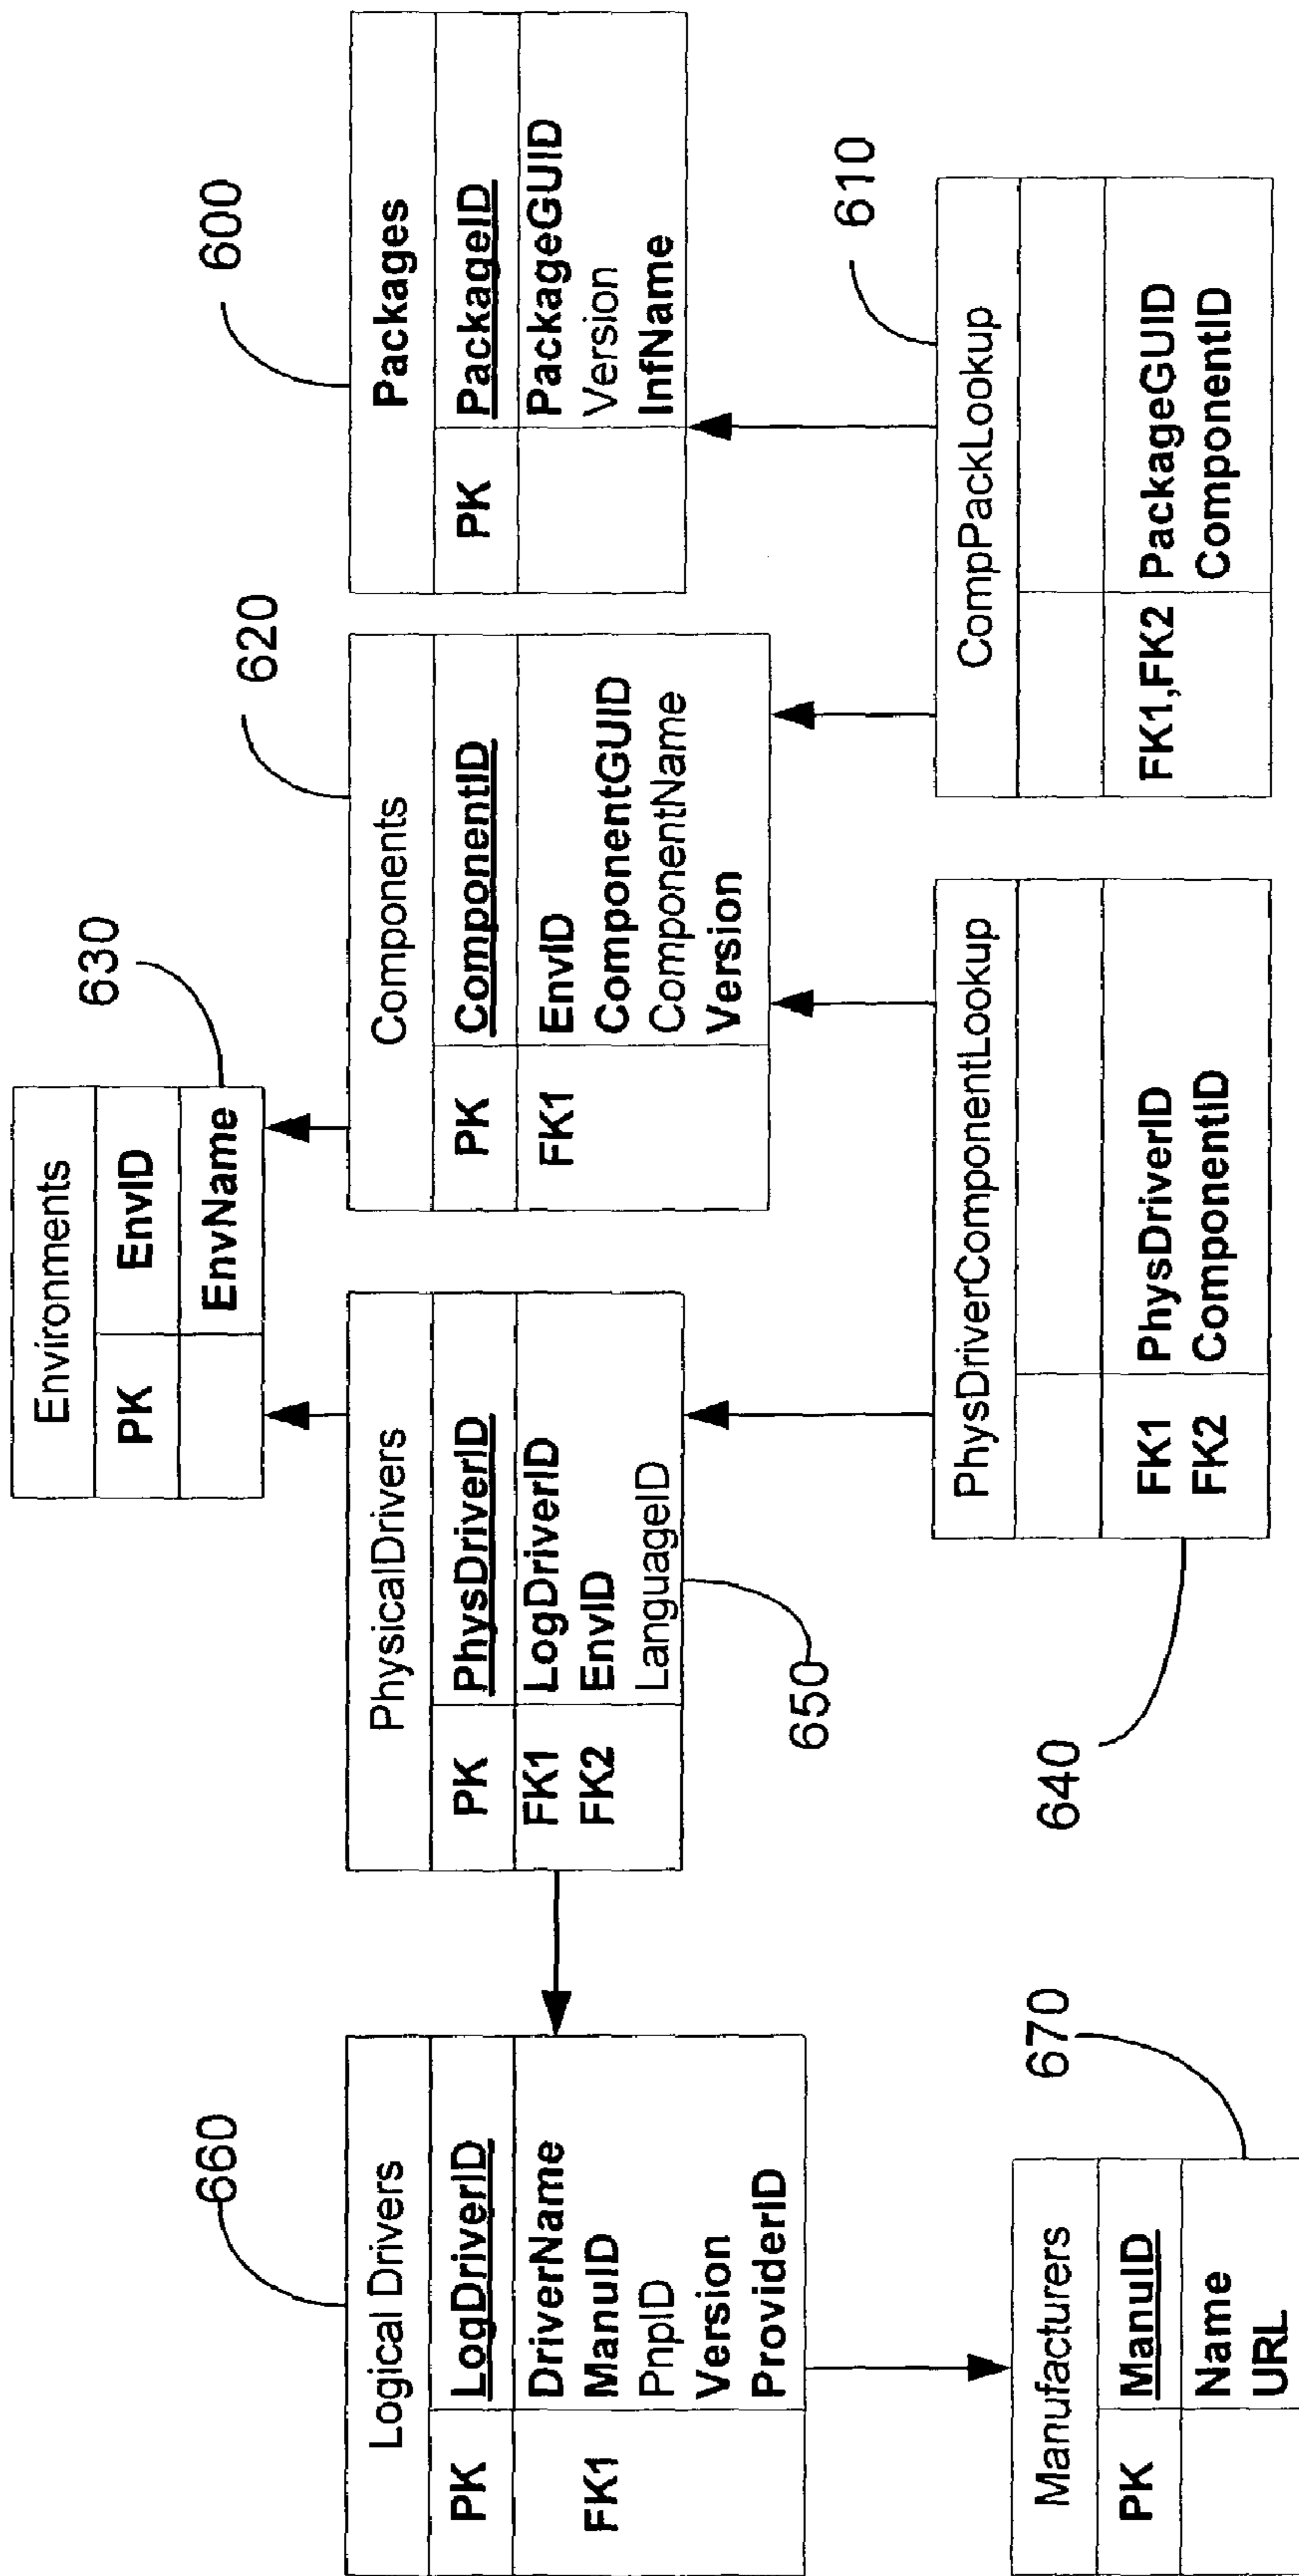 Environments
PK EnvID
EnvName
630
660
Logical Drivers
PK LogDriverID
DriverName
FK1 ManuID
PnpID
Version
ProviderID
PhysicalDrivers
PK PhysDriverID
FK1 LogDriverID
FK2 EnvID
LanguageID
650
Components
PK ComponentID
FK1 EnvID
ComponentGUID
ComponentName
Version
620
Packages
PK PackageID
PackageGUID
Version
InfName
600
Manufacturers
PK ManuID
Name
URL
670
640
PhysDriverComponentLookup
FK1 PhysDriverID
FK2 ComponentID
CompPackLookup
FK1,FK2 PackageGUID
ComponentID
610